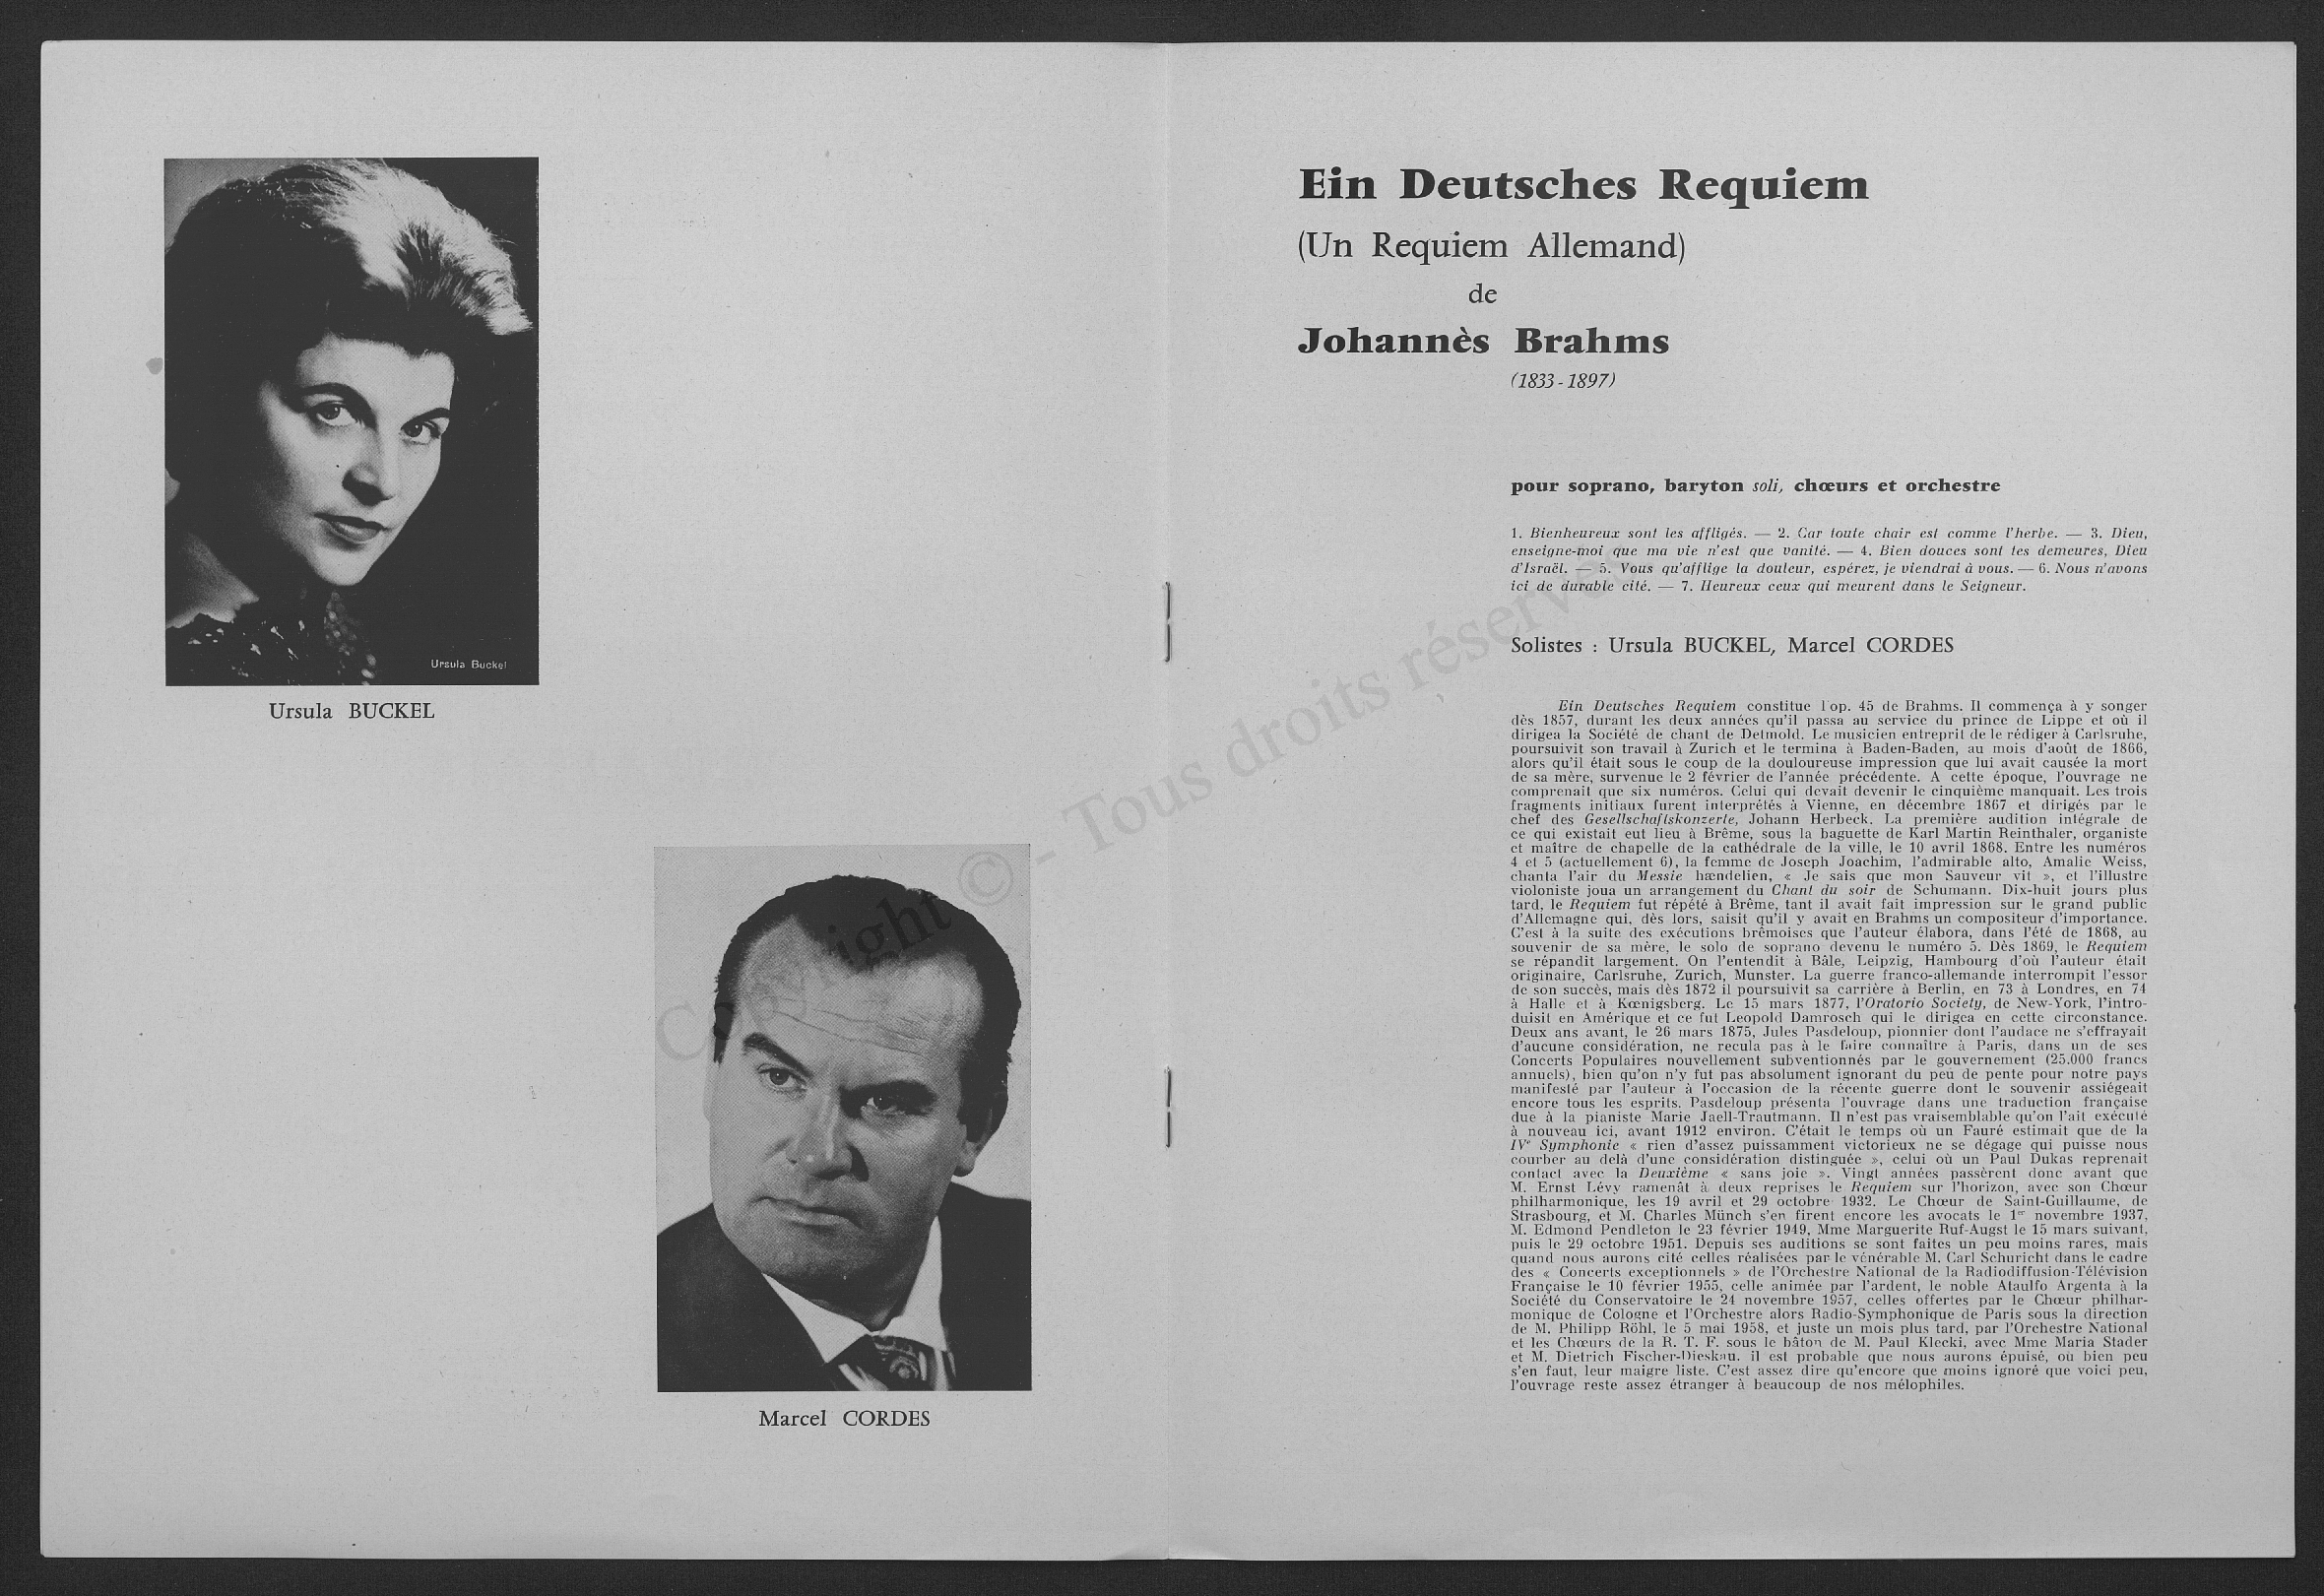 Ursula Buckel
Ursula BUCKEL
Marcel CORDES
Copyright © - Tous droits réservés
Ein Deutsches Requiem
(Un Requiem Allemand)
de
Johannès Brahms
(1833-1897)
pour soprano, baryton soli, chœurs et orchestre
1. Bienheureux sont les affligés. — 2. Car toute chair est comme l'herbe. — 3. Dieu,
enseigne-moi que ma vie n'est que vanité. — 4. Bien douces sont tes demeures, Dieu
d'Israël. — 5. Vous qu'afflige la douleur, espérez, je viendrai à vous. — 6. Nous n'avons
ici de durable cité. — 7. Heureux ceux qui meurent dans le Seigneur.
Solistes : Ursula BUCKEL, Marcel CORDES
Ein Deutsches Requiem constitue l'op. 45 de Brahms. Il commença à y songer
dès 1857, durant les deux années qu'il passa au service du prince de Lippe et où il
dirigea la Société de chant de Detmold. Le musicien entreprit de le rédiger à Carlsruhe,
poursuivit son travail à Zurich et le termina à Baden-Baden, au mois d'août de 1866,
alors qu'il était sous le coup de la douloureuse impression que lui avait causée la mort
de sa mère, survenue le 2 février de l'année précédente. A cette époque, l'ouvrage ne
comprenait que six numéros. Celui qui devait devenir le cinquième manquait. Les trois
fragments initiaux furent interprétés à Vienne, en décembre 1867 et dirigés par le
chef des Gesellschaftskonzerte, Johann Herbeck. La première audition intégrale de
ce qui existait eut lieu à Brême, sous la baguette de Karl Martin Reinthaler, organiste
et maître de chapelle de la cathédrale de la ville, le 10 avril 1868. Entre les numéros
4 et 5 (actuellement 6), la femme de Joseph Joachim, l'admirable alto, Amalie Weiss,
chanta l'air du Messie hændelien, « Je sais que mon Sauveur vit », et l'illustre
violoniste joua un arrangement du Chant du soir de Schumann. Dix-huit jours plus
tard, le Requiem fut répété à Brême, tant il avait fait impression sur le grand public
d'Allemagne qui, dès lors, saisit qu'il y avait en Brahms un compositeur d'importance.
C'est à la suite des exécutions brêmoises que l'auteur élabora, dans l'été de 1868, au
souvenir de sa mère, le solo de soprano devenu le numéro 5. Dès 1869, le Requiem
se répandit largement. On l'entendit à Bâle, Leipzig, Hambourg d'où l'auteur était
originaire, Carlsruhe, Zurich, Munster. La guerre franco-allemande interrompit l'essor
de son succès, mais dès 1872 il poursuivit sa carrière à Berlin, en 73 à Londres, en 74
à Halle et à Kœnigsberg. Le 15 mars 1877, l'Oratorio Society, de New-York, l'intro-
duisit en Amérique et ce fut Leopold Damrosch qui le dirigea en cette circonstance.
Deux ans avant, le 26 mars 1875, Jules Pasdeloup, pionnier dont l'audace ne s'effrayait
d'aucune considération, ne recula pas à le faire connaître à Paris, dans un de ses
Concerts Populaires nouvellement subventionnés par le gouvernement (25.000 francs
annuels), bien qu'on n'y fut pas absolument ignorant du peu de pente pour notre pays
manifesté par l'auteur à l'occasion de la récente guerre dont le souvenir assiégeait
encore tous les esprits. Pasdeloup présenta l'ouvrage dans une traduction française
due à la pianiste Marie Jaell-Trautmann. Il n'est pas vraisemblable qu'on l'ait exécuté
à nouveau ici, avant 1912 environ. C'était le temps où un Fauré estimait que de la
IVe Symphonie « rien d'assez puissamment victorieux ne se dégage qui puisse nous
courber au delà d'une considération distinguée », celui où un Paul Dukas reprenait
contact avec la Deuxième « sans joie ». Vingt années passèrent donc avant que
M. Ernst Lévy ramenât à deux reprises le Requiem sur l'horizon, avec son Chœur
philharmonique, les 19 avril et 29 octobre 1932. Le Chœur de Saint-Guillaume, de
Strasbourg, et M. Charles Münch s'en firent encore les avocats le 1er novembre 1937,
M. Edmond Pendleton le 23 février 1949, Mme Marguerite Ruf-Augst le 15 mars suivant,
puis le 29 octobre 1951. Depuis ses auditions se sont faites un peu moins rares, mais
quand nous aurons cité celles réalisées par le vénérable M. Carl Schuricht dans le cadre
des « Concerts exceptionnels » de l'Orchestre National de la Radiodiffusion-Télévision
Française le 10 février 1955, celle animée par l'ardent, le noble Ataulfo Argenta à la
Société du Conservatoire le 24 novembre 1957, celles offertes par le Chœur philhar-
monique de Cologne et l'Orchestre alors Radio-Symphonique de Paris sous la direction
de M. Philipp Röhl, le 5 mai 1958, et juste un mois plus tard, par l'Orchestre National
et les Chœurs de la R. T. F. sous le bâton de M. Paul Klecki, avec Mme Maria Stader
et M. Dietrich Fischer-Dieskau, il est probable que nous aurons épuisé, ou bien peu
s'en faut, leur maigre liste. C'est assez dire qu'encore que moins ignoré que voici peu,
l'ouvrage reste assez étranger à beaucoup de nos mélophiles.